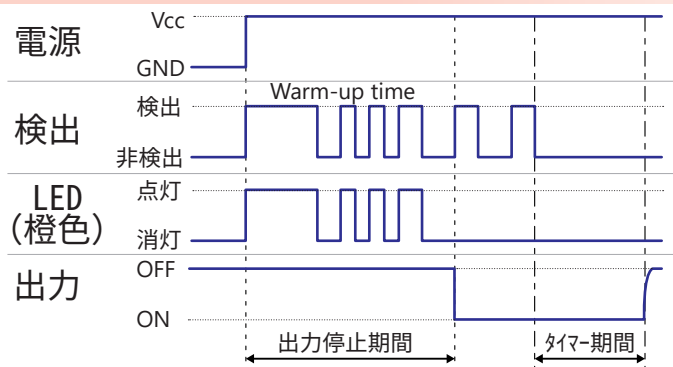 電源
Vcc
GND
検出
検出
Warm-up time
非検出
LED
(橙色)
点灯
消灯
出力
OFF
ON
出力停止期間
ﾀｲﾏｰ期間